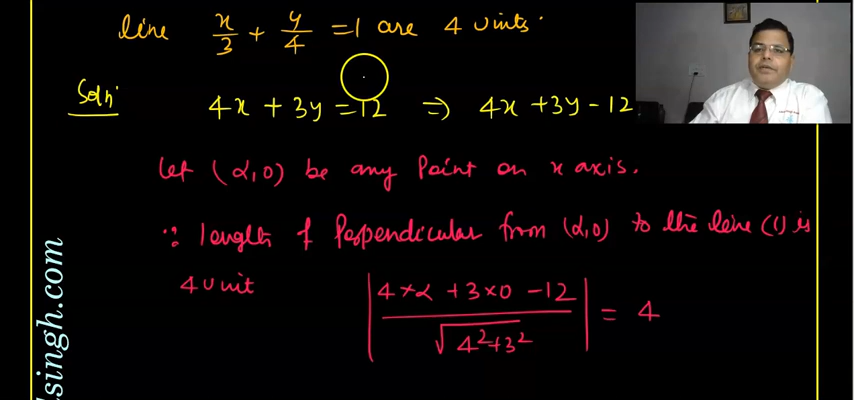 line x/3 + y/4 = 1 are 4 units.
Soln
4x + 3y = 12 ⇒ 4x + 3y - 12
Let (α, 0) be any point on x axis.
∵ length of Perpendicular from (α, 0) to the line (1) is
4 unit
|(4×α + 3×0 - 12)/√(4²+3²)| = 4
lsingh.com